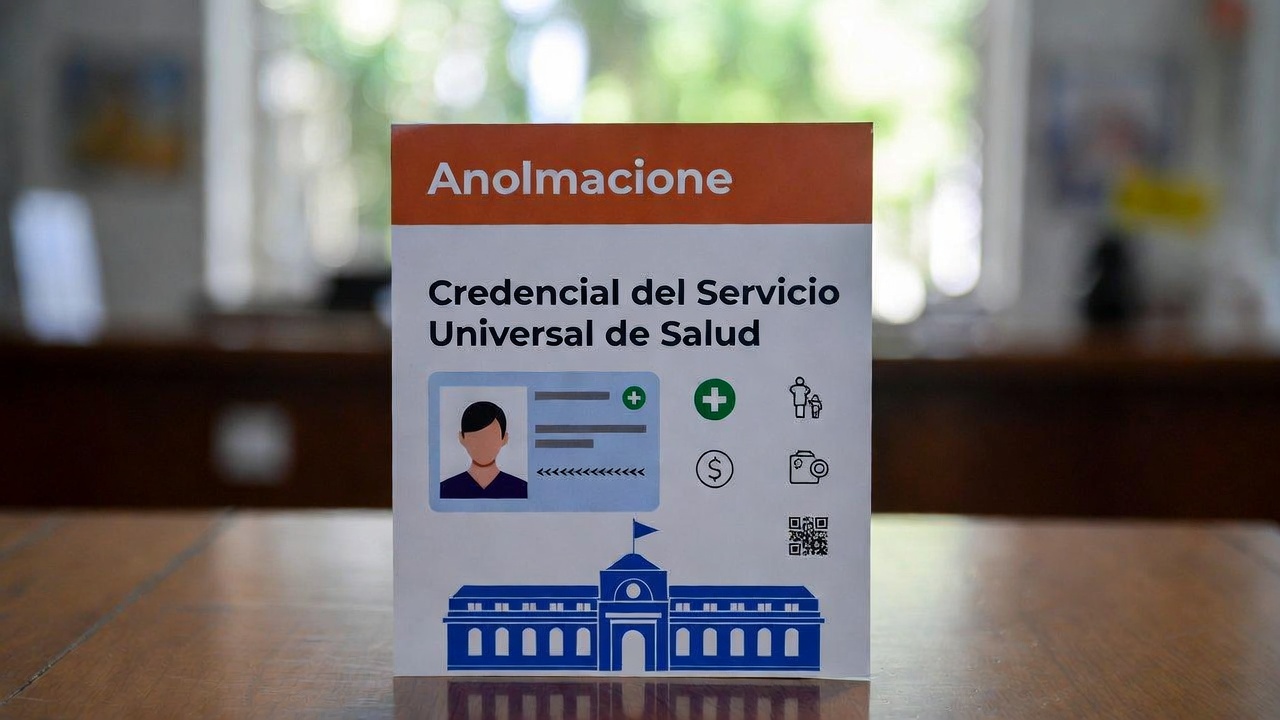 Anolmacione
Credencial del Servicio
Universal de Salud
$